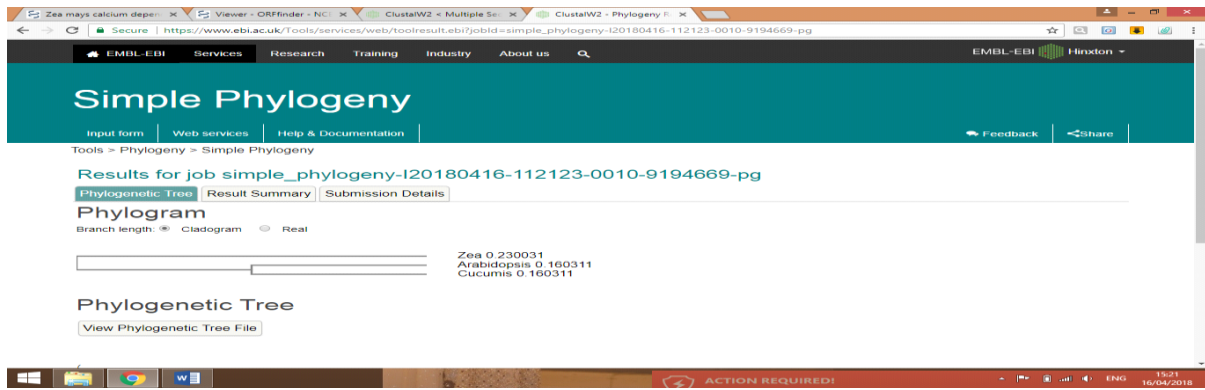 Zea mays calcium depen
Viewer - ORFfinder - NC
ClustalW2 < Multiple Se
ClustalW2 - Phylogeny R
Secure https://www.ebi.ac.uk/Tools/services/web/toolresult.ebi?jobId=simple_phylogeny-I20180416-112123-0010-9194669-pg
EMBL-EBI Services Research Training Industry About us EMBL-EBI Hinxton
Simple Phylogeny
Input form Web services Help & Documentation Feedback Share
Tools > Phylogeny > Simple Phylogeny
Results for job simple_phylogeny-I20180416-112123-0010-9194669-pg
Phylogenetic Tree Result Summary Submission Details
Phylogram
Branch length: Cladogram Real
Zea 0.230031
Arabidopsis 0.160311
Cucumis 0.160311
Phylogenetic Tree
View Phylogenetic Tree File
ACTION REQUIRED!
ENG
15:21
16/04/2018